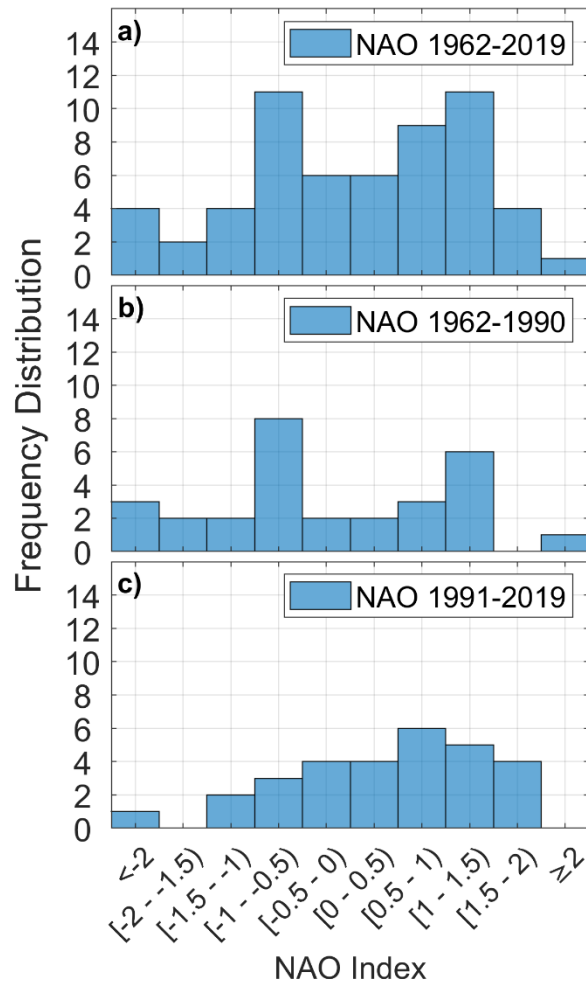 a)
NAO 1962-2019
14
12
10
8
6
4
2
0
b)
NAO 1962-1990
14
12
10
8
6
4
2
0
c)
NAO 1991-2019
14
12
10
8
6
4
2
0
Frequency Distribution
<-2
[-2 - -1.5)
[-1.5 - -1)
[-1 - -0.5)
[-0.5 - 0)
[0 - 0.5)
[0.5 - 1)
[1 - 1.5)
[1.5 - 2)
≥2
NAO Index